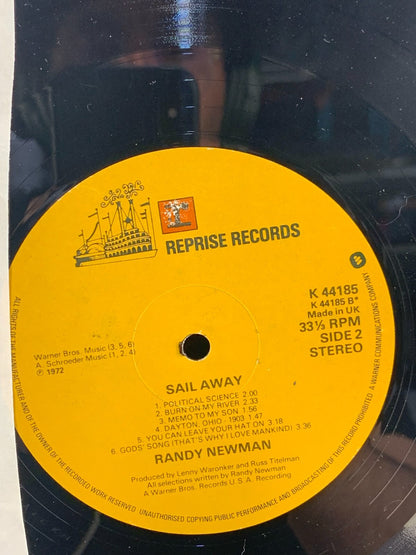 REPRISE RECORDS
K 44185
K 44185 B*
Made in UK
33⅓ RPM
SIDE 2
STEREO
Warner Bros. Music (3, 5, 6)
A. Schroeder Music (1, 2, 4)
℗ 1972
SAIL AWAY
1. POLITICAL SCIENCE 2.00
2. BURN ON MY RIVER 2.33
3. MEMO TO MY SON 1.56
4. DAYTON, OHIO - 1903 1.47
5. YOU CAN LEAVE YOUR HAT ON 3.18
6. GODS' SONG (THAT'S WHY I LOVE MANKIND) 3.36
RANDY NEWMAN
Produced by Lenny Waronker and Russ Titelman
All selections written by Randy Newman
A Warner Bros. Records U.S.A. Recording
ALL RIGHTS OF THE MANUFACTURER AND OF THE OWNER OF THE RECORDED WORK RESERVED UNAUTHORISED COPYING PUBLIC PERFORMANCE AND BROADCASTING OF THIS RECORD PROHIBITED A WARNER COMMUNICATIONS COMPANY